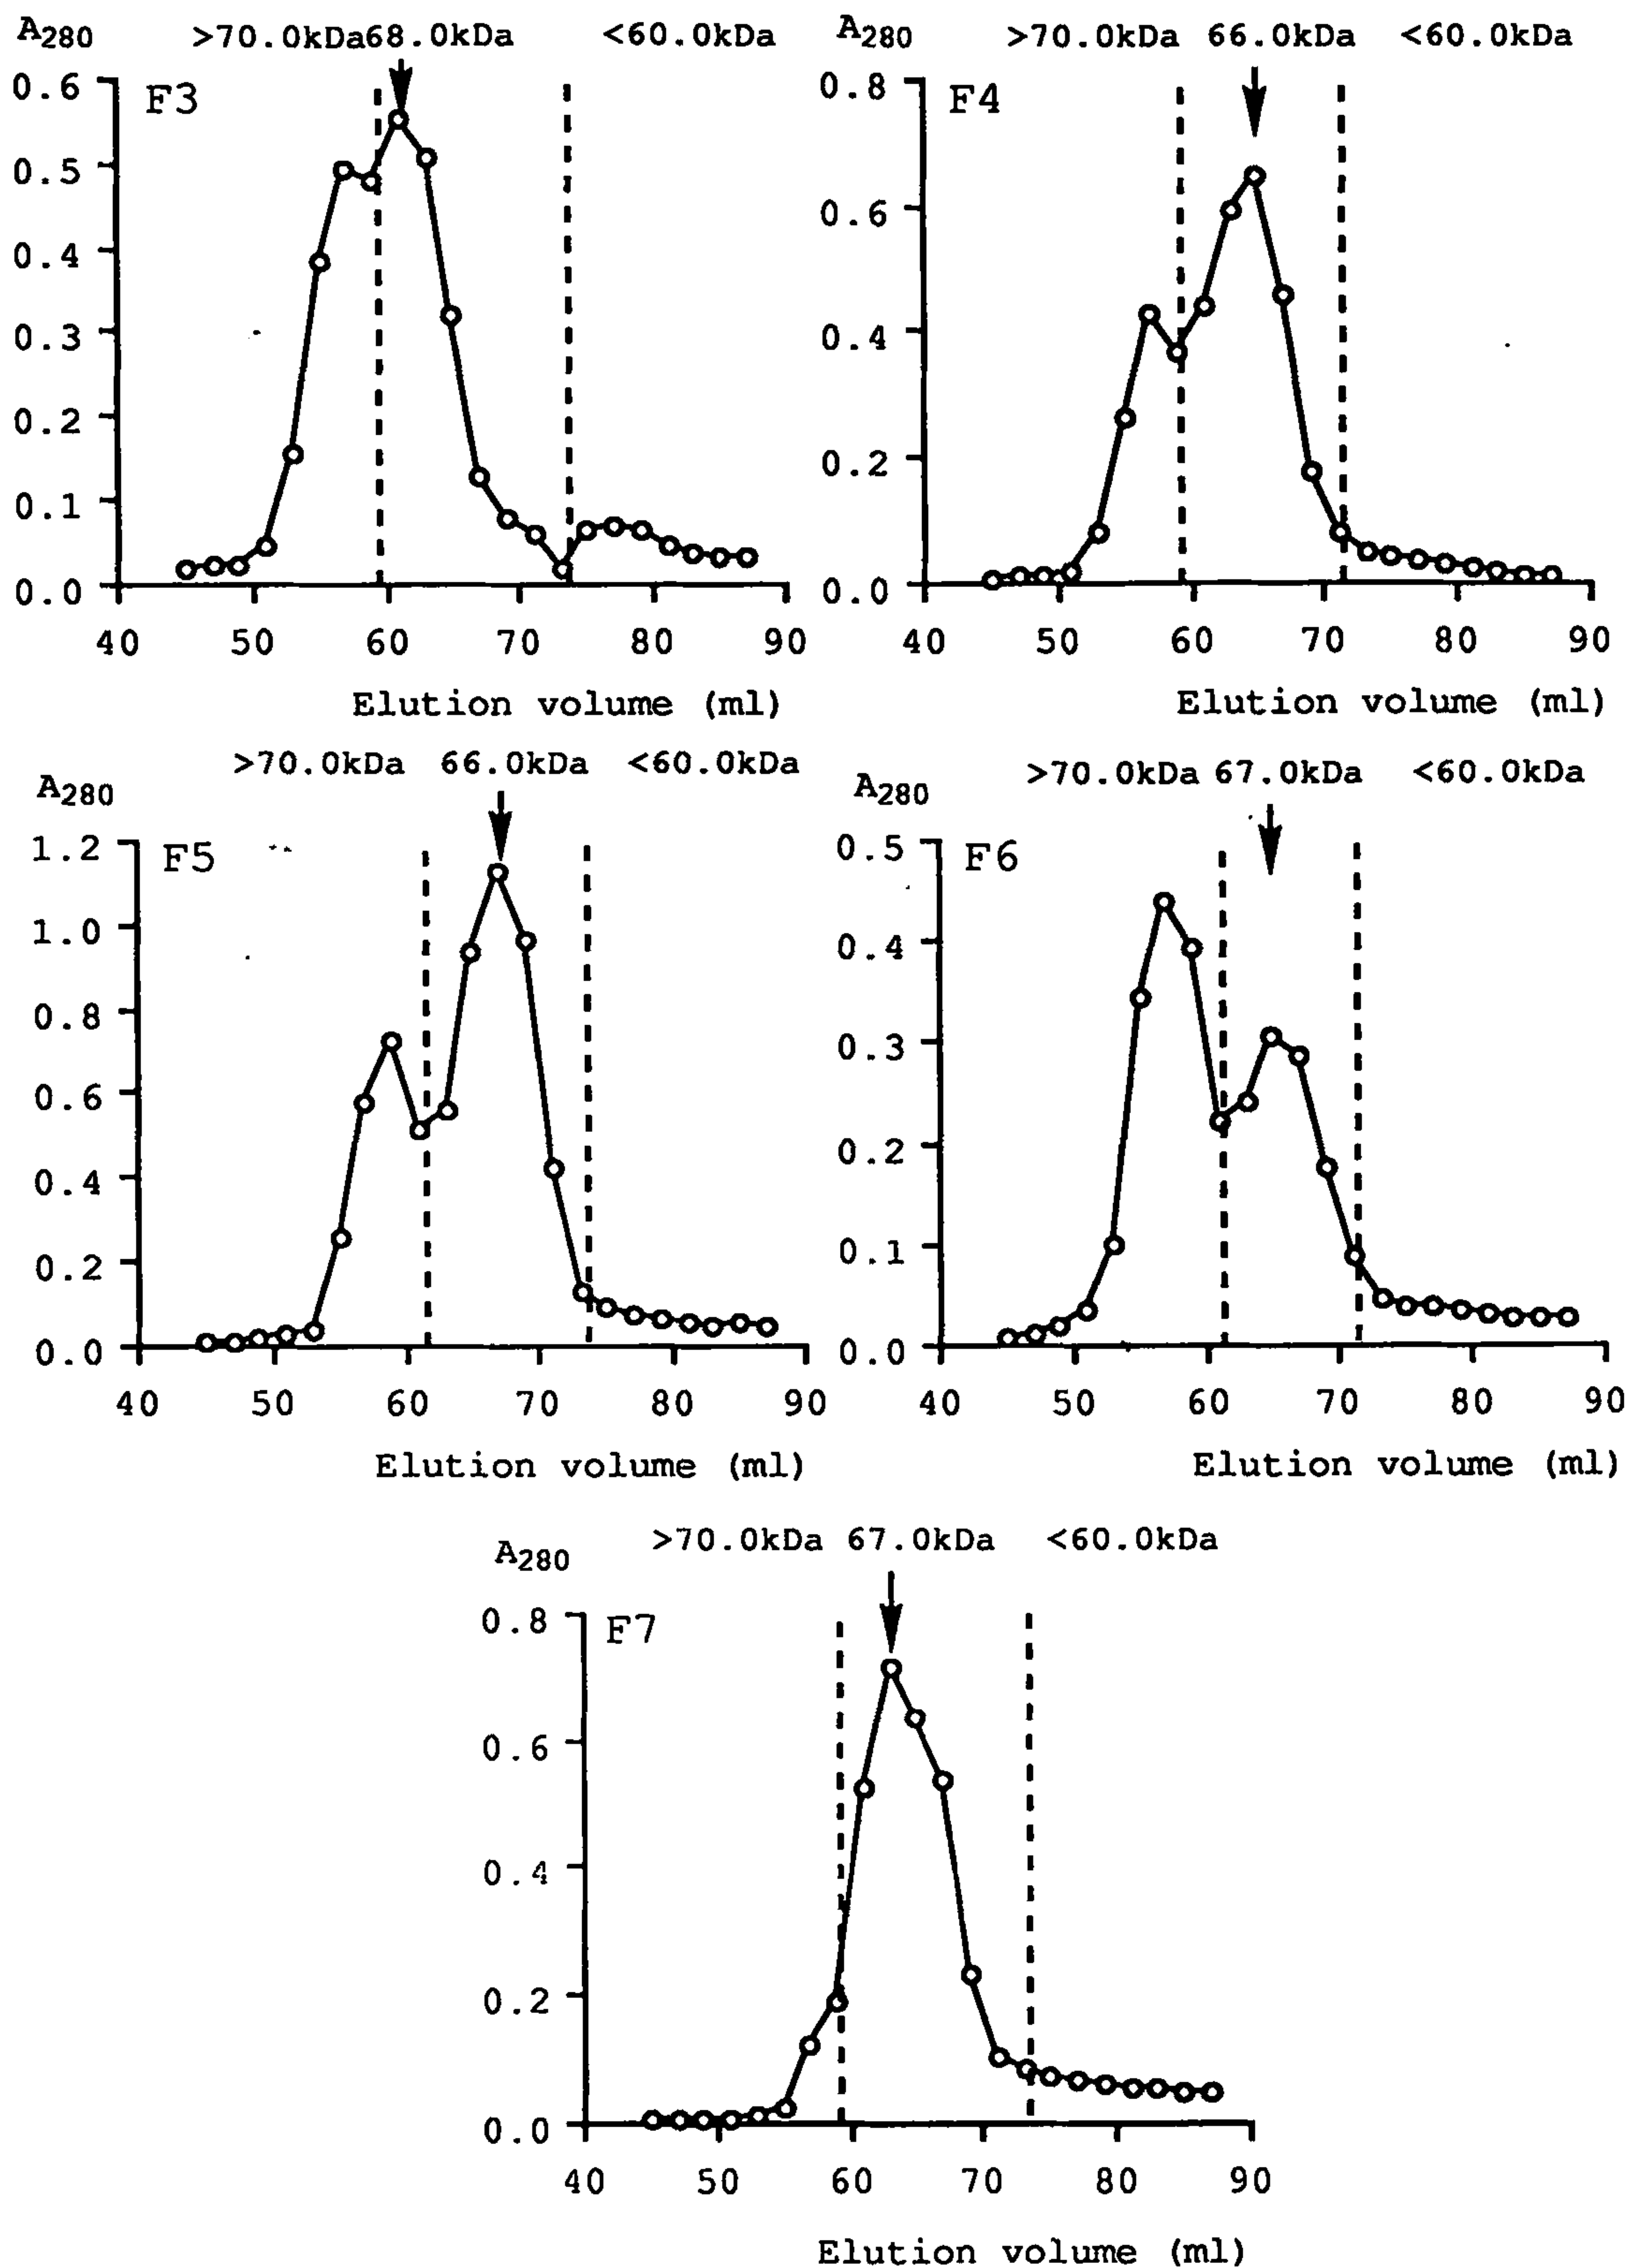 A280 >70.0kDa 68.0kDa <60.0kDa
F3
0.6
0.5
0.4
0.3
0.2
0.1
0.0
40 50 60 70 80 90
Elution volume (ml)
A280 >70.0kDa 66.0kDa <60.0kDa
F4
0.8
0.6
0.4
0.2
0.0
40 50 60 70 80 90
Elution volume (ml)
>70.0kDa 66.0kDa <60.0kDa
A280
F5
1.2
1.0
0.8
0.6
0.4
0.2
0.0
40 50 60 70 80 90
Elution volume (ml)
>70.0kDa 67.0kDa <60.0kDa
A280
F6
0.5
0.4
0.3
0.2
0.1
0.0
40 50 60 70 80 90
Elution volume (ml)
>70.0kDa 67.0kDa <60.0kDa
A280
F7
0.8
0.6
0.4
0.2
0.0
40 50 60 70 80 90
Elution volume (ml)